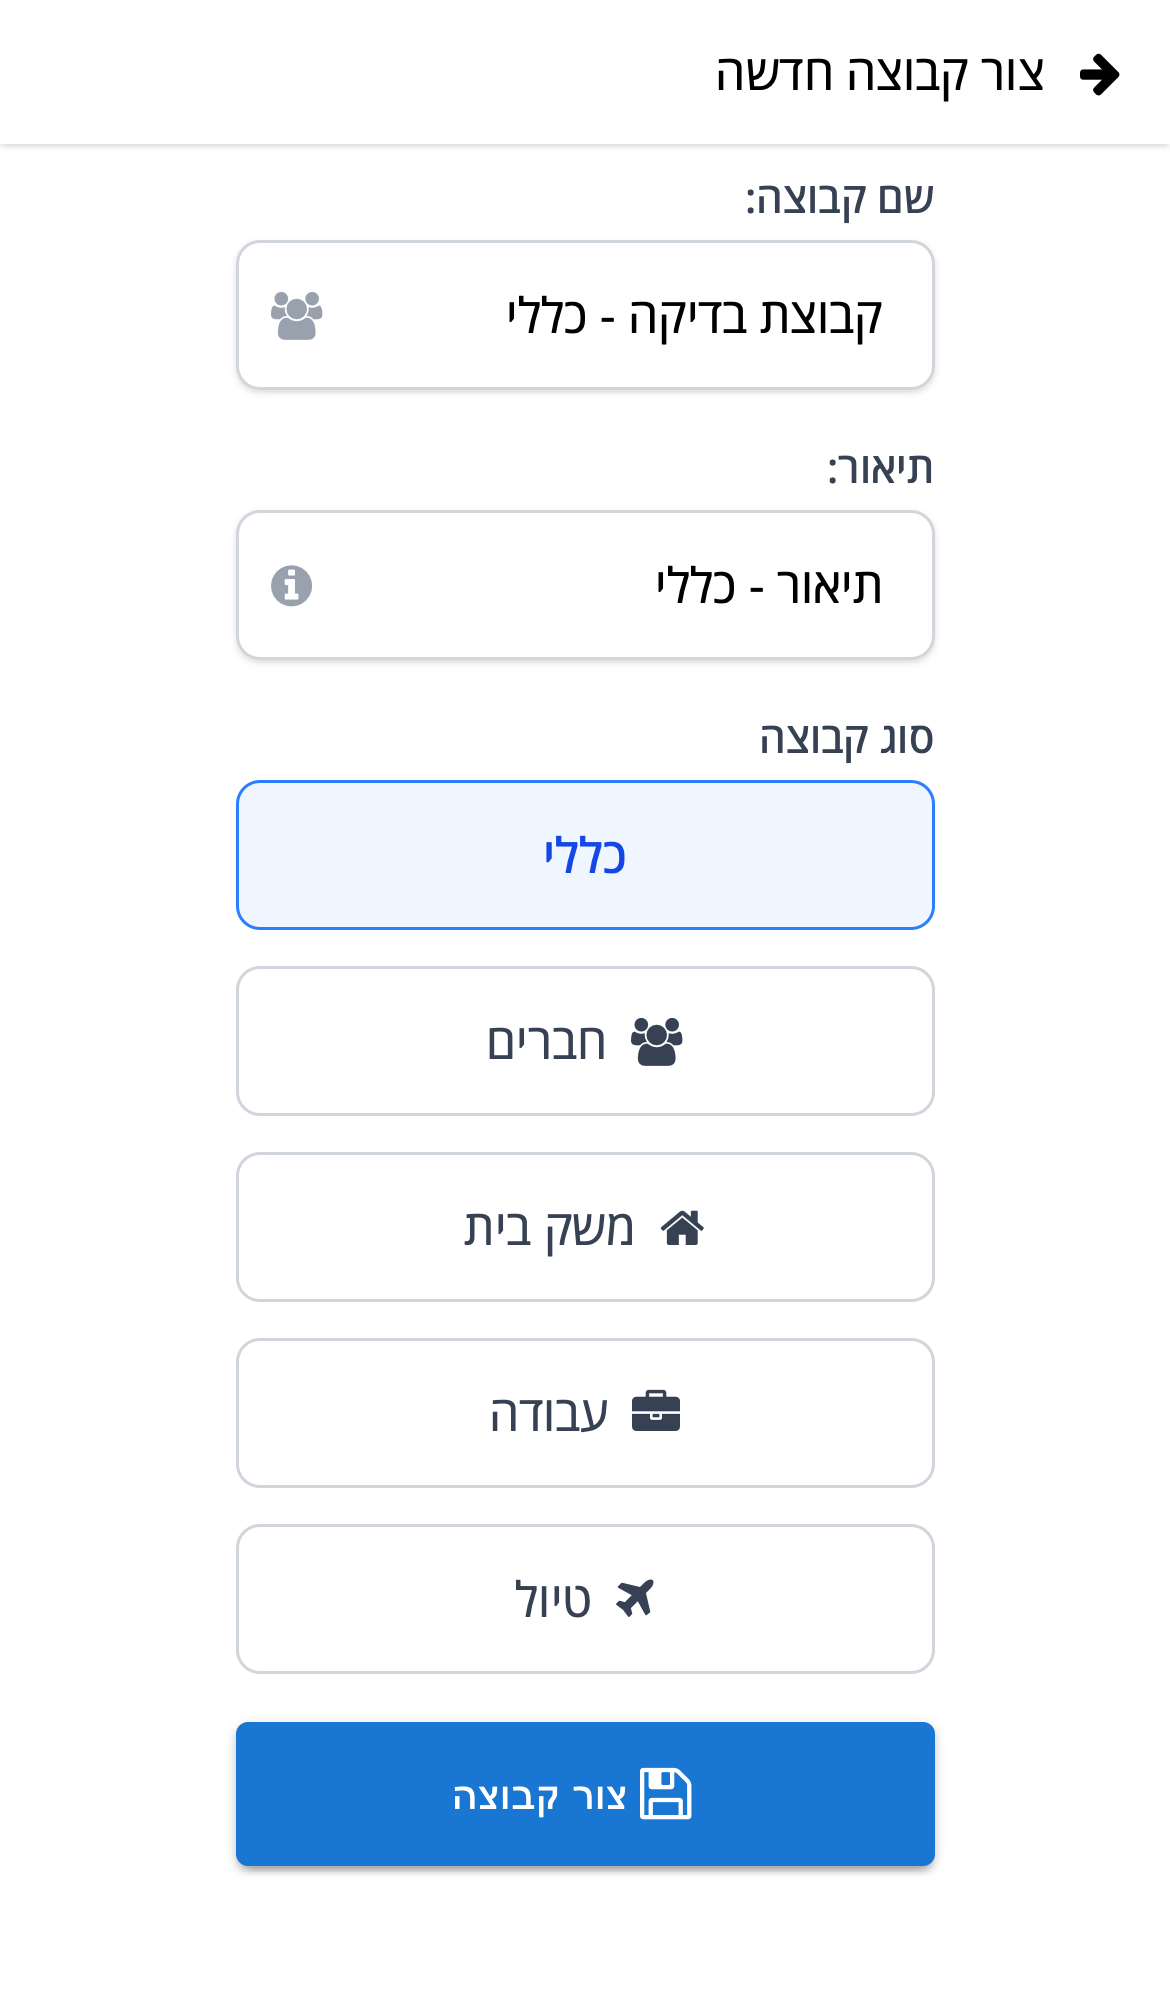 צור קבוצה חדשה
שם קבוצה:
קבוצת בדיקה - כללי
תיאור:
תיאור - כללי
סוג קבוצה
כללי
חברים
משק בית
עבודה
טיול
צור קבוצה